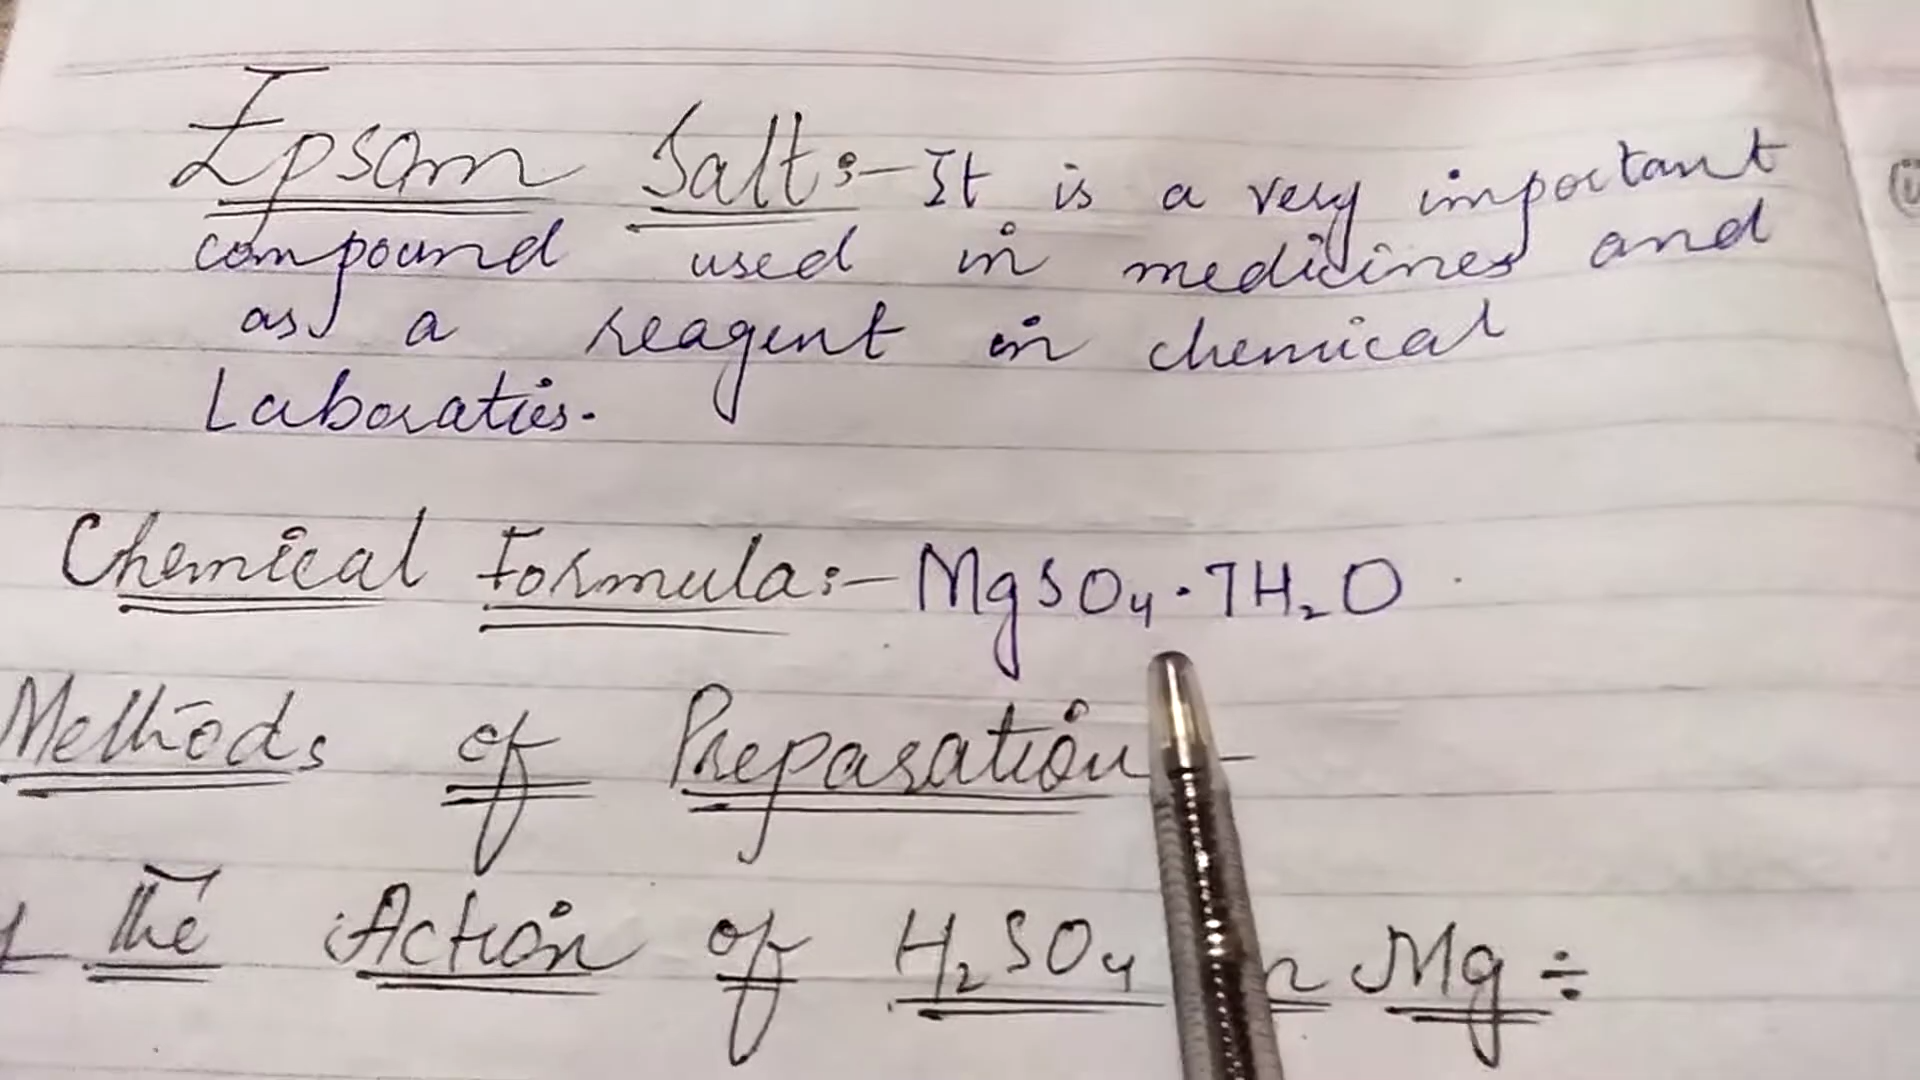 Epsom Salt:- It is a very important
compound used in medicines and
as a reagent in chemical
Laboraties.
Chemical Formula:- MgSO₄·7H₂O
Methods of Preparation -
The Action of H₂SO₄ Mg ÷